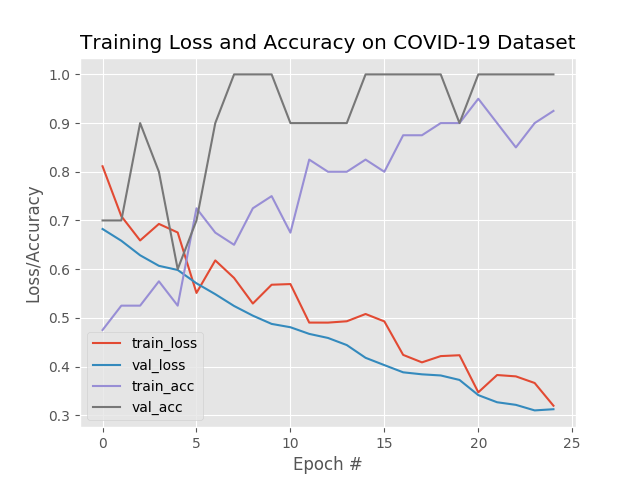 Training Loss and Accuracy on COVID-19 Dataset
1.0
0.9
0.8
0.7
0.6
0.5
0.4
0.3
Loss/Accuracy
train_loss
val_loss
train_acc
val_acc
0 5 10 15 20 25
Epoch #